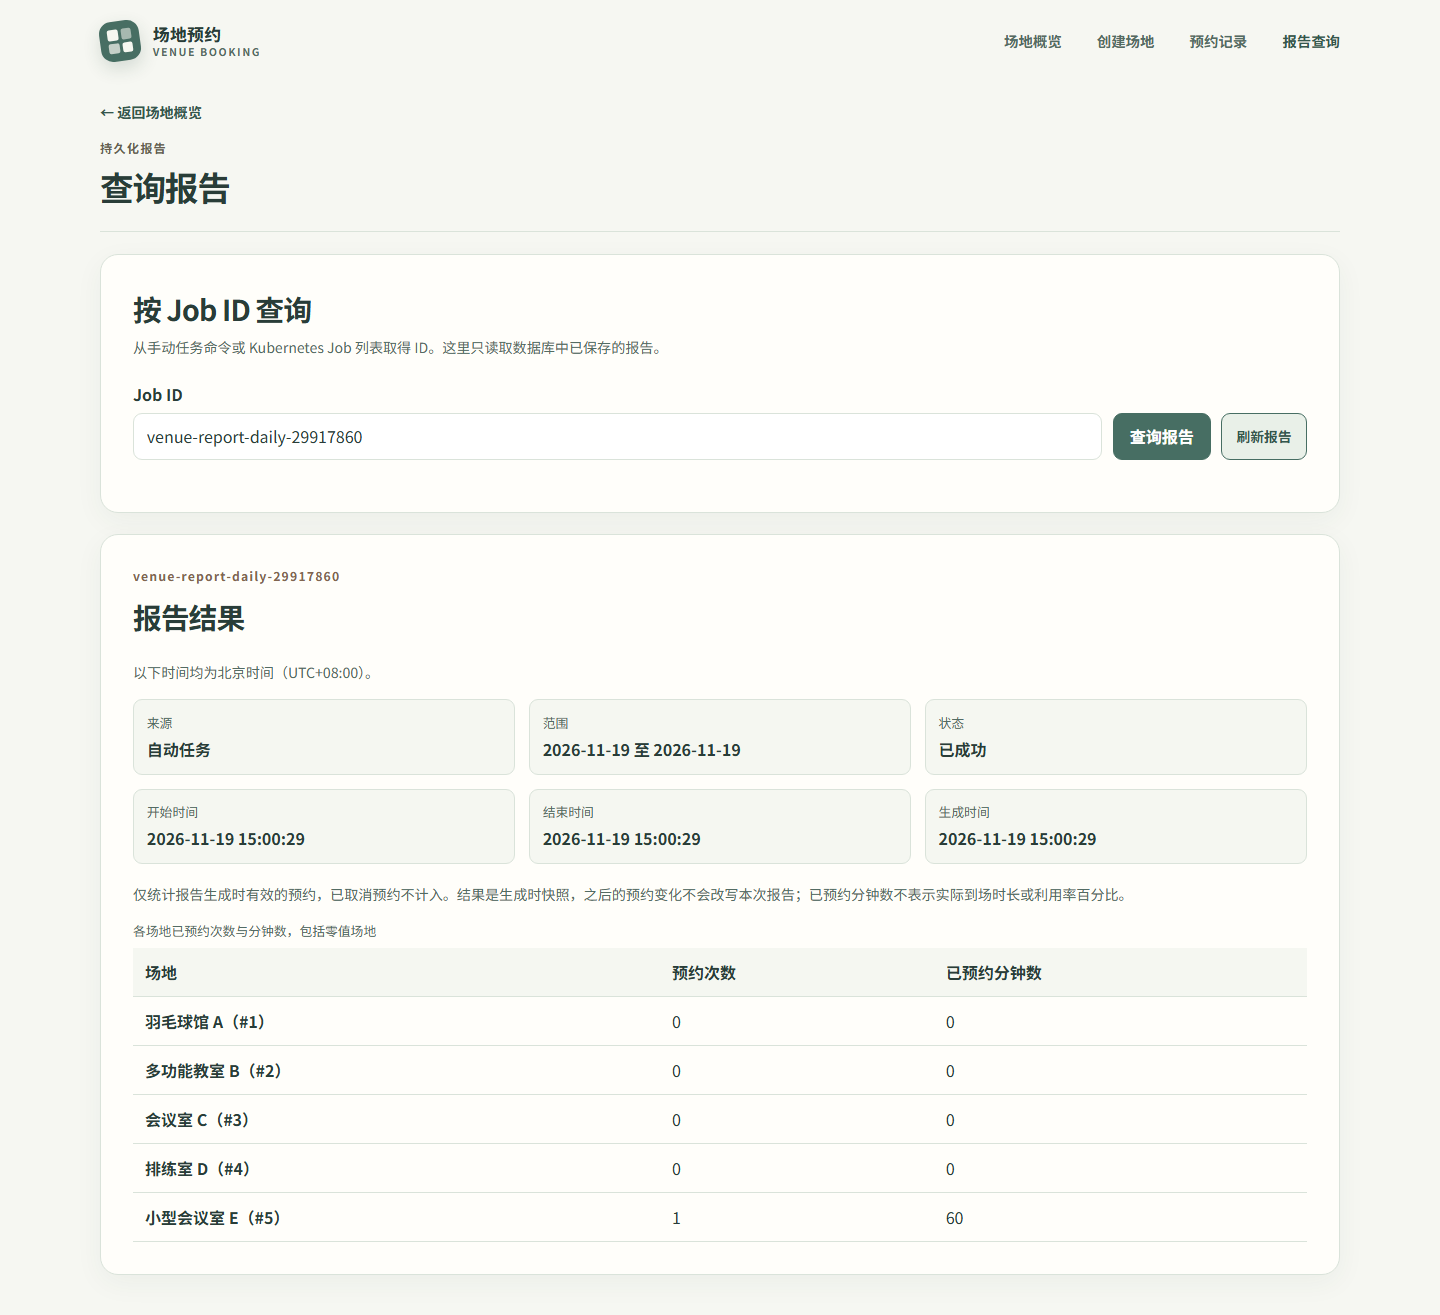 场地预约
VENUE BOOKING
场地概览
创建场地
预约记录
报告查询
← 返回场地概览
持久化报告
查询报告
按 Job ID 查询
从手动任务命令或 Kubernetes Job 列表取得 ID。这里只读取数据库中已保存的报告。
Job ID
venue-report-daily-29917860
查询报告
刷新报告
venue-report-daily-29917860
报告结果
以下时间均为北京时间（UTC+08:00）。
来源
自动任务
范围
2026-11-19 至 2026-11-19
状态
已成功
开始时间
2026-11-19 15:00:29
结束时间
2026-11-19 15:00:29
生成时间
2026-11-19 15:00:29
仅统计报告生成时有效的预约，已取消预约不计入。结果是生成时快照，之后的预约变化不会改写本次报告；已预约分钟数不表示实际到场时长或利用率百分比。
各场地已预约次数与分钟数，包括零值场地
场地 预约次数 已预约分钟数
羽毛球馆 A（#1） 0 0
多功能教室 B（#2） 0 0
会议室 C（#3） 0 0
排练室 D（#4） 0 0
小型会议室 E（#5） 1 60